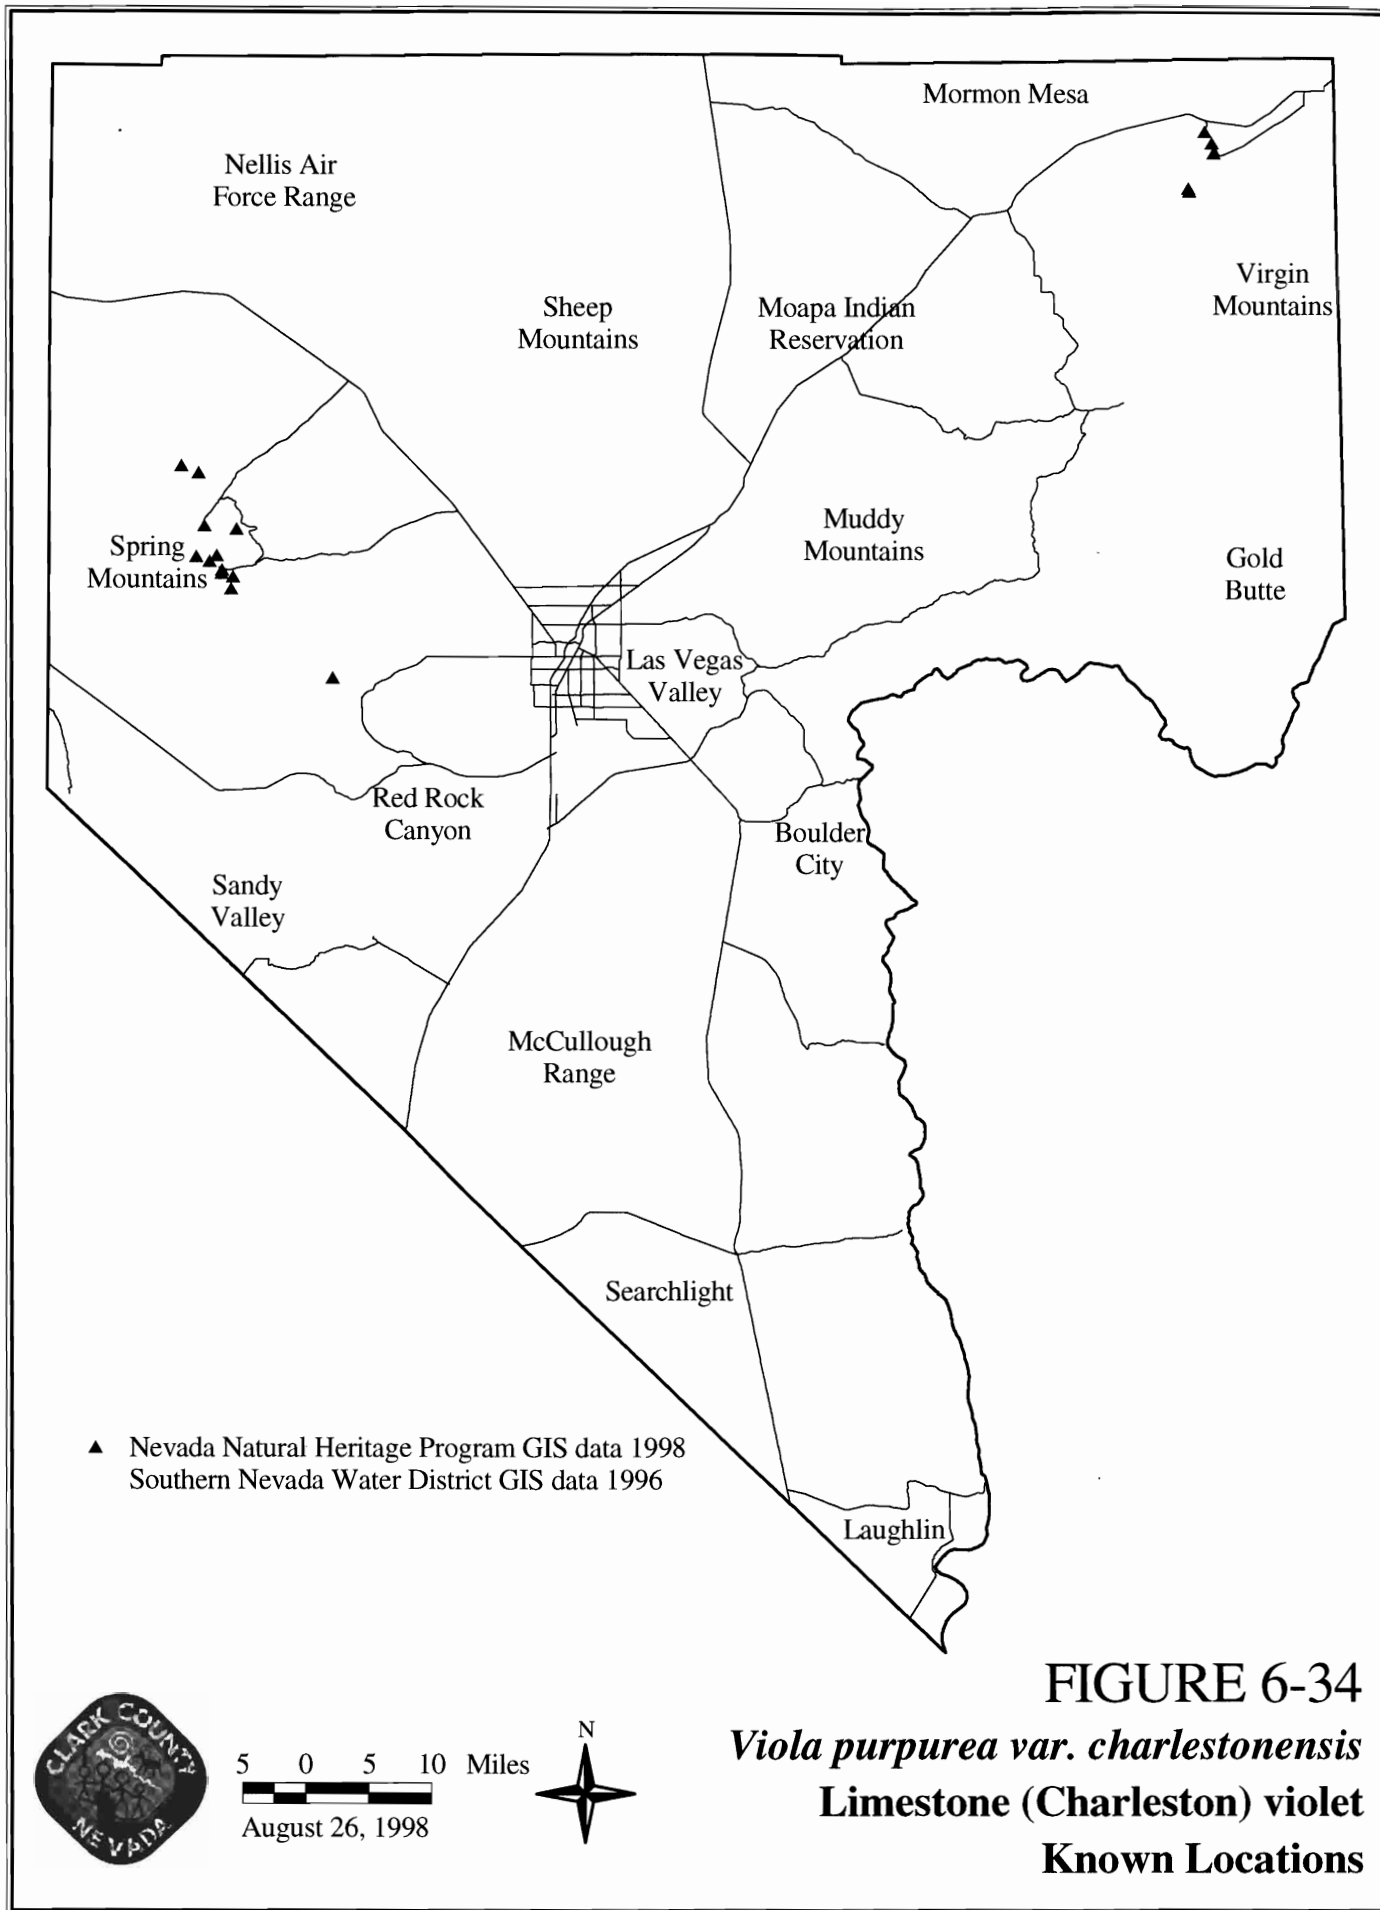 Mormon Mesa
Nellis Air
Force Range
Virgin
Mountains
Sheep
Mountains
Moapa Indian
Reservation
Muddy
Mountains
Spring
Mountains
Gold
Butte
Las Vegas
Valley
Red Rock
Canyon
Boulder
City
Sandy
Valley
McCullough
Range
Searchlight
▲ Nevada Natural Heritage Program GIS data 1998
Southern Nevada Water District GIS data 1996
Laughlin
FIGURE 6-34
Viola purpurea var. charlestonensis
Limestone (Charleston) violet
Known Locations
CLARK COUNTY
NEVADA
5 0 5 10 Miles
August 26, 1998
N